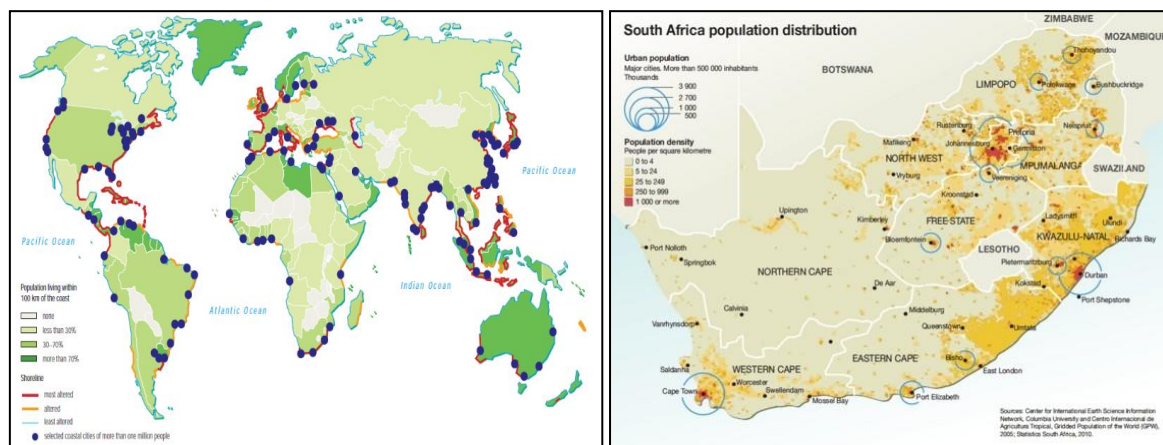 Pacific Ocean
Pacific Ocean
Atlantic Ocean
Indian Ocean
Population living within
100 km of the coast
none
less than 30%
30-70%
more than 70%
Shoreline
most altered
altered
least altered
selected coastal cities of more than one million people
South Africa population distribution
Urban population
Major cities. More than 500 000 inhabitants
Thousands
3 900
2 700
1 000
500
Population density
People per square kilometre
0 to 4
5 to 24
25 to 249
250 to 999
1 000 or more
ZIMBABWE
MOZAMBIQUE
BOTSWANA
Thohoyandou
LIMPOPO
Polokwane
Bushbuckridge
Rustenburg
Pretoria
Nelspruit
Mafikeng
Johannesburg
Germiston
NORTH WEST
MPUMALANGA
SWAZILAND
Vryburg
Vereeniging
Kroonstad
Upington
Kimberley
FREE STATE
Ladysmith
Ulundi
Bloemfontein
KWAZULU-NATAL
Richards Bay
Port Nolloth
LESOTHO
Pietermaritzburg
Springbok
Durban
NORTHERN CAPE
De Aar
Kokstad
Port Shepstone
Calvinia
Middelburg
Vanrhynsdorp
Queenstown
Umtata
EASTERN CAPE
Bisho
Saldanha
WESTERN CAPE
East London
Worcester
Cape Town
Swellendam
Mossel Bay
Port Elizabeth
Sources: Center for International Earth Science Information
Network, Columbia University and Centro Internacional de
Agricultura Tropical, Gridded Population of the World (GPW),
2005; Statistics South Africa, 2010.